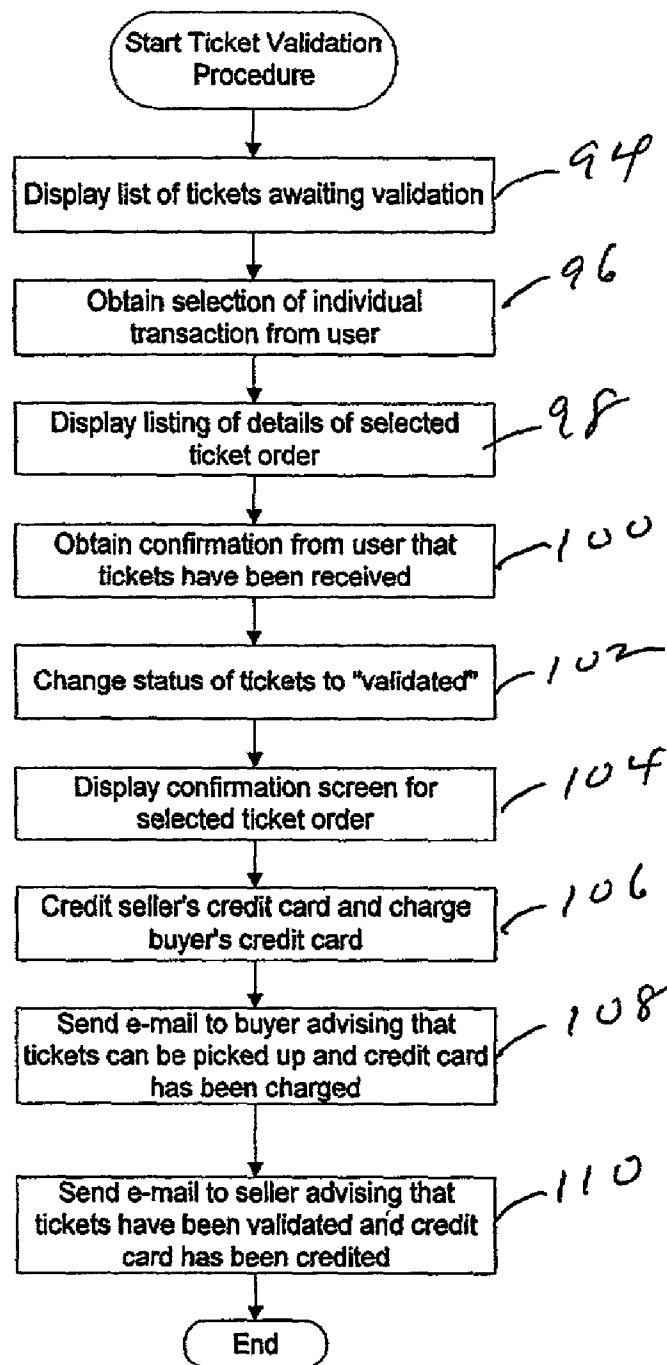 Start Ticket Validation
Procedure
Display list of tickets awaiting validation
94
Obtain selection of individual
transaction from user
96
Display listing of details of selected
ticket order
98
Obtain confirmation from user that
tickets have been received
100
Change status of tickets to "validated"
102
Display confirmation screen for
selected ticket order
104
Credit seller's credit card and charge
buyer's credit card
106
Send e-mail to buyer advising that
tickets can be picked up and credit card
has been charged
108
Send e-mail to seller advising that
tickets have been validated and credit
card has been credited
110
End